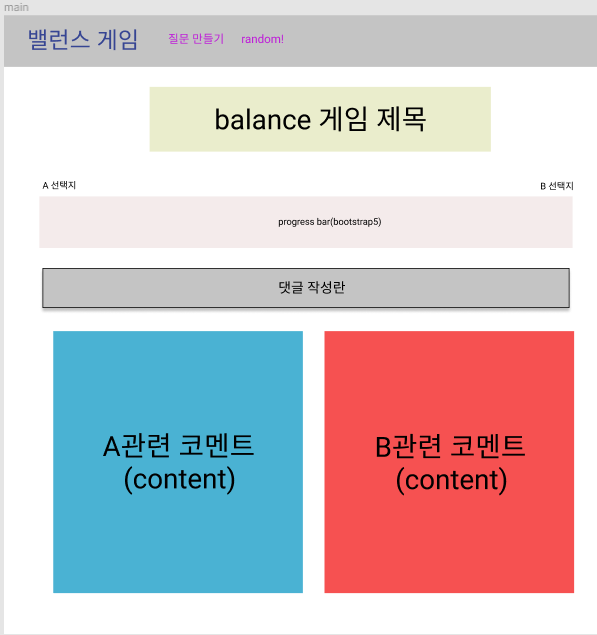 main
밸런스 게임 질문 만들기 random!
balance 게임 제목
A 선택지 B 선택지
progress bar(bootstrap5)
댓글 작성란
A관련 코멘트
(content)
B관련 코멘트
(content)